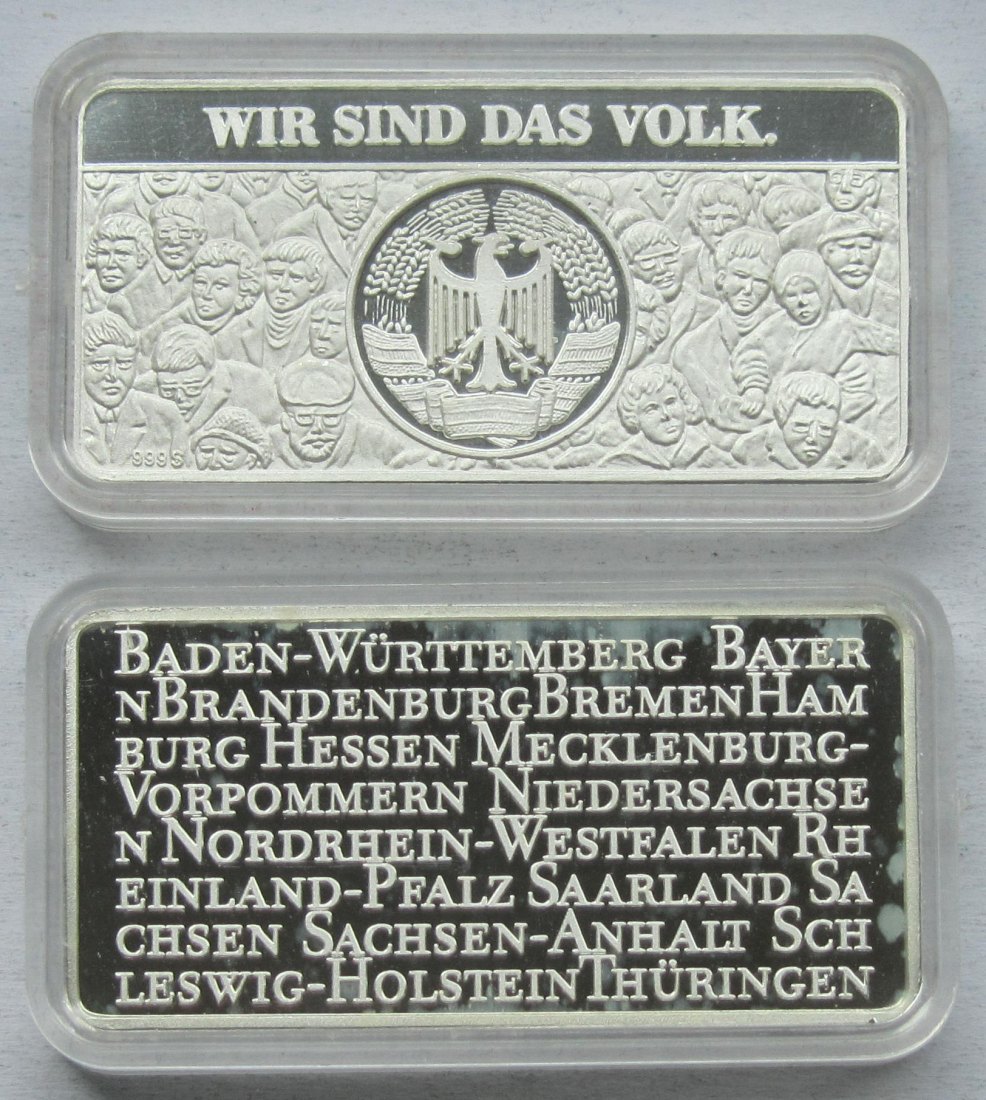 WIR SIND DAS VOLK.
999 S
BADEN-WÜRTTEMBERG BAYER
NBRANDENBURGBREMENHAM
BURG HESSEN MECKLENBURG-
VORPOMMERN NIEDERSACHSE
N NORDRHEIN-WESTFALEN RH
EINLAND-PFALZ SAARLAND SA
CHSEN SACHSEN-ANHALT SCH
LESWIG-HOLSTEINTHÜRINGEN